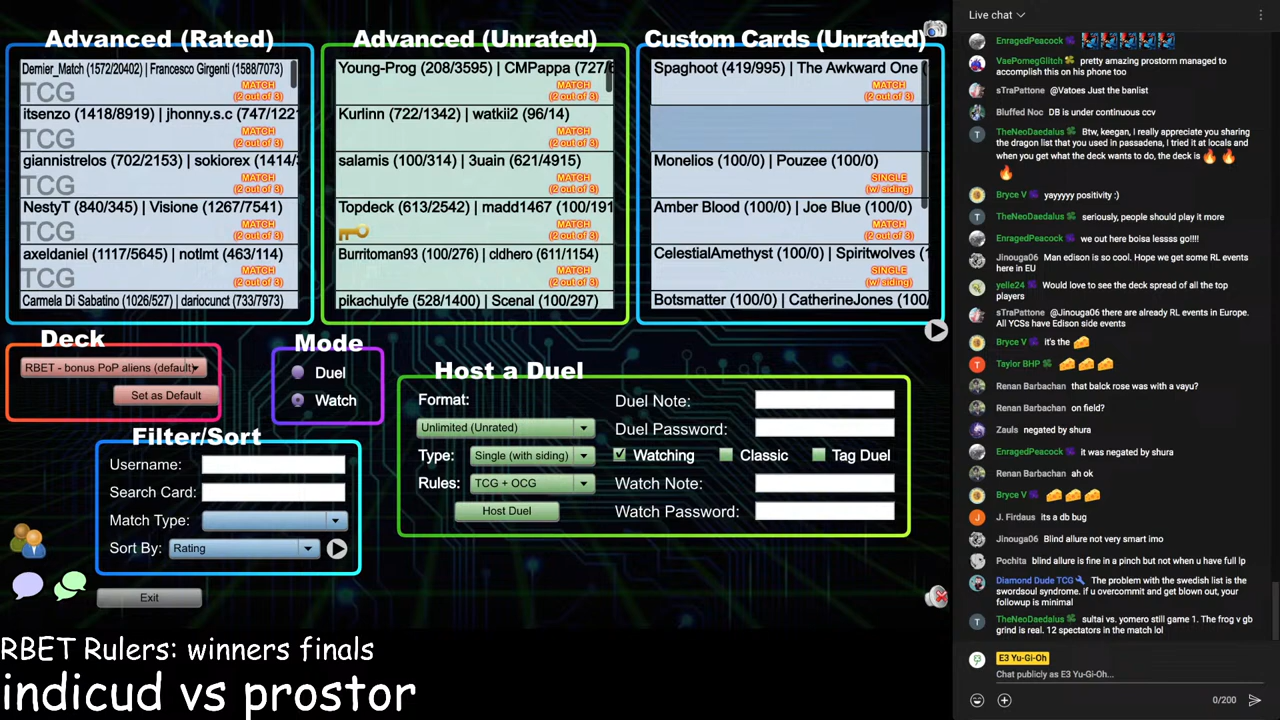 Advanced (Rated)
Dernier_Match (1572/20402) | Francesco Girgenti (1588/7073)
TCG
MATCH
(2 out of 3)
itsenzo (1418/8919) | jhonny.s.c (747/122
TCG
MATCH
(2 out of 3)
giannistrelos (702/2153) | sokiorex (1414/
TCG
MATCH
(2 out of 3)
NestyT (840/345) | Visione (1267/7541)
TCG
MATCH
(2 out of 3)
axeldaniel (1117/5645) | notlmt (463/114)
TCG
MATCH
(2 out of 3)
Carmela Di Sabatino (1026/527) | dariocunct (733/7973)
Advanced (Unrated)
Young-Prog (208/3595) | CMPappa (727/6
MATCH
(2 out of 3)
Kurlinn (722/1342) | watkii2 (96/14)
MATCH
(2 out of 3)
salamis (100/314) | 3uain (621/4915)
MATCH
(2 out of 3)
Topdeck (613/2542) | madd1467 (100/191
MATCH
(2 out of 3)
Burritoman93 (100/276) | cldhero (611/1154)
MATCH
(2 out of 3)
pikachulyfe (528/1400) | Scenal (100/297)
Custom Cards (Unrated)
Spaghoot (419/995) | The Awkward One (
MATCH
(2 out of 3)
Monelios (100/0) | Pouzee (100/0)
SINGLE
(w/ siding)
Amber Blood (100/0) | Joe Blue (100/0)
MATCH
(2 out of 3)
CelestialAmethyst (100/0) | Spiritwolves (1
SINGLE
(w/ siding)
Botsmatter (100/0) | CatherineJones (100/
Deck
RBET - bonus PoP aliens (default)
Set as Default
Mode
Duel
Watch
Filter/Sort
Username:
Search Card:
Match Type:
Sort By:
Rating
Exit
Host a Duel
Format:
Unlimited (Unrated)
Type:
Single (with siding)
Rules:
TCG + OCG
Host Duel
Duel Note:
Duel Password:
Watching
Classic
Tag Duel
Watch Note:
Watch Password:
RBET Rulers: winners finals
indicud vs prostor
Live chat
EnragedPeacock
VaePomegGlitch pretty amazing prostorm managed to
accomplish this on his phone too
sTraPattone @Vatoes Just the banlist
Bluffed Noc DB is under continuous ccv
TheNeoDaedalus Btw, keegan, I really appreciate you sharing
the dragon list that you used in passadena, I tried it at locals and
when you get what the deck wants to do, the deck is
Bryce V yayyyyy positivity :)
TheNeoDaedalus seriously, people should play it more
EnragedPeacock we out here boisa lessss go!!!!
Jinouga06 Man edison is so cool. Hope we get some RL events
here in EU
yelle24 Would love to see the deck spread of all the top
players
sTraPattone @Jinouga06 there are already RL events in Europe.
All YCSs have Edison side events
Bryce V it's the
Taylor BHP
Renan Barbachan that balck rose was with a vayu?
Renan Barbachan on field?
Zauls negated by shura
EnragedPeacock it was negated by shura
Renan Barbachan ah ok
Bryce V
J. Firdaus its a db bug
Jinouga06 Blind allure not very smart imo
Pochita blind allure is fine in a pinch but not when u have full lp
Diamond Dude TCG The problem with the swedish list is the
swordsoul syndrome. if u overcommit and get blown out, your
followup is minimal
TheNeoDaedalus sultai vs. yomero still game 1. The frog v gb
grind is real. 12 spectators in the match lol
E3 Yu-Gi-Oh
Chat publicly as E3 Yu-Gi-Oh...
0/200